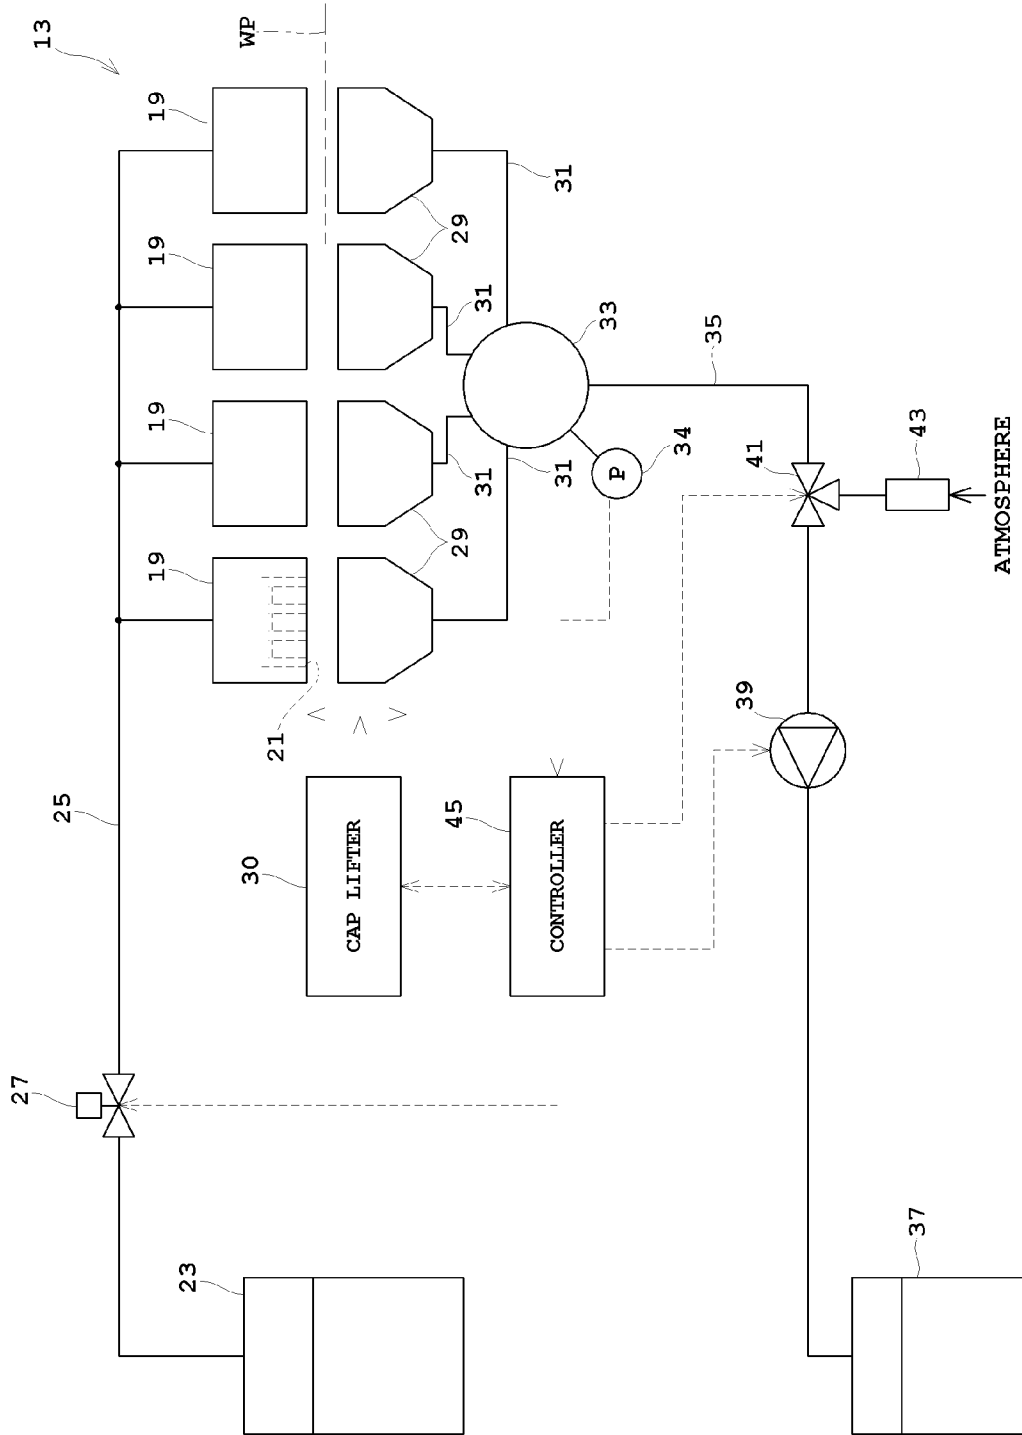 27
13
25
19 19 19 19
23
30 WP
21
CAP LIFTER
45 29 29
31 31
CONTROLLER 31 31
33
P
34
35
39
41
37 43
ATMOSPHERE